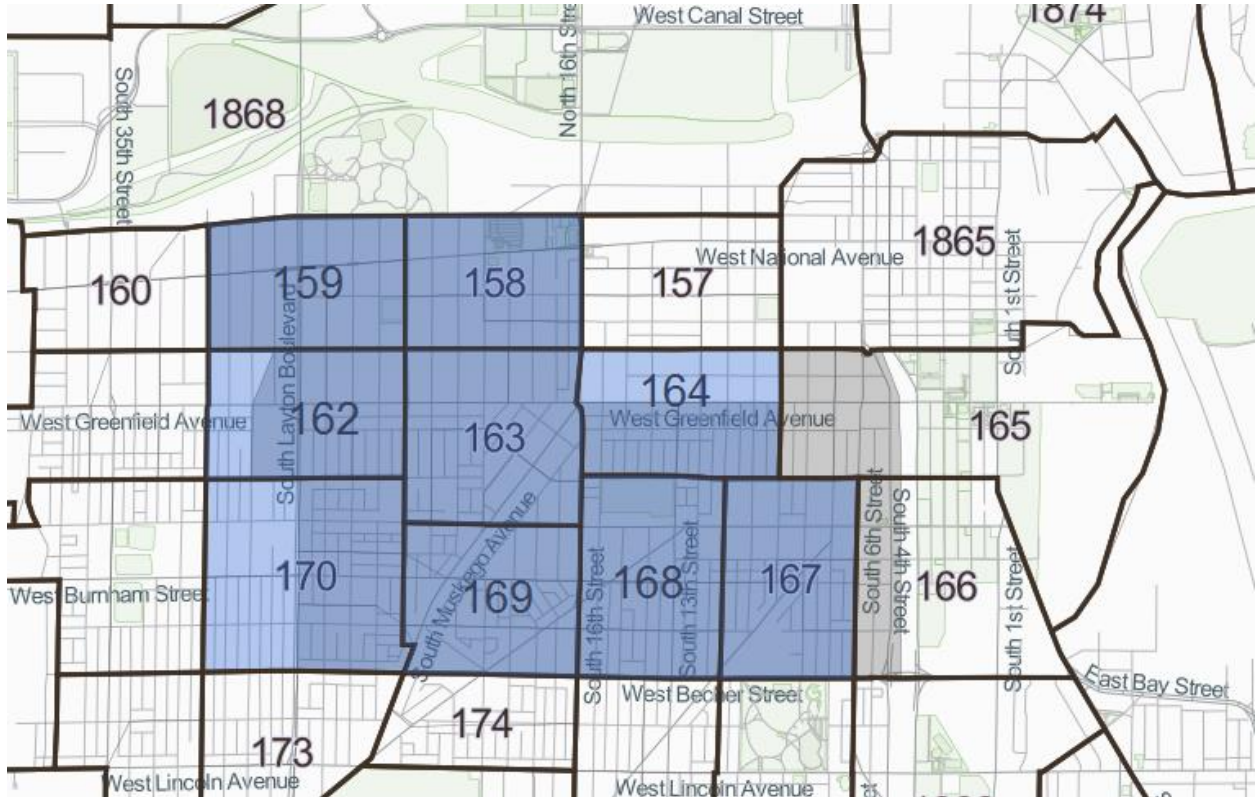 West Canal Street
1874
North 16th Stre
South 35th Street
1868
1865
West National Avenue
160
159
158
157
South 1st Street
South Layton Boulevard
West Greenfield Avenue
162
163
164
West Greenfield Avenue
165
South Muskego Avenue
South 6th Street
South 4th Street
West Burnham Street
170
169
168
167
166
South 16th Street
South 13th Street
South 1st Street
West Becher Street
East Bay Street
174
173
West Lincoln Avenue
West Lincoln Avenue